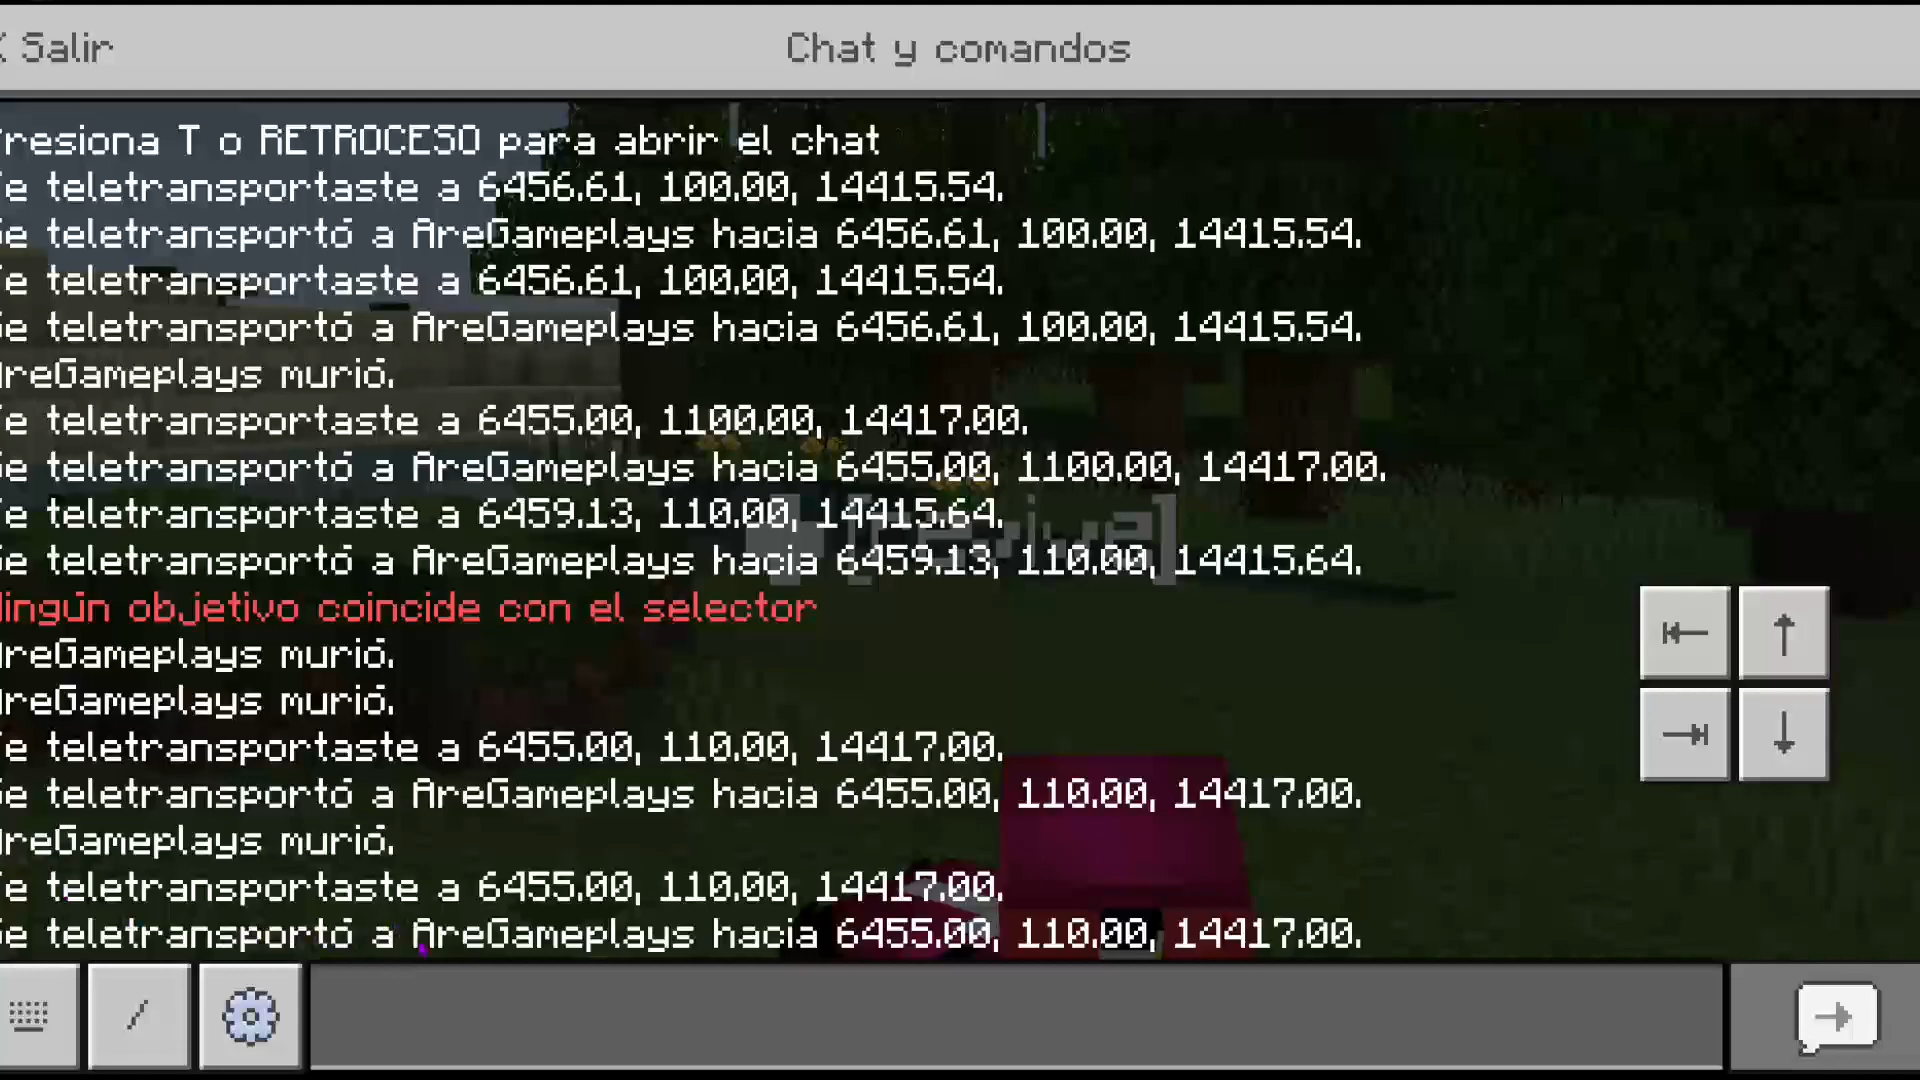 Salir
Chat y comandos
resiona T o RETROCESO para abrir el chat
e teletransportaste a 6456.61, 100.00, 14415.54.
e teletransportó a AreGameplays hacia 6456.61, 100.00, 14415.54.
e teletransportaste a 6456.61, 100.00, 14415.54.
e teletransportó a AreGameplays hacia 6456.61, 100.00, 14415.54.
reGameplays murió.
e teletransportaste a 6455.00, 1100.00, 14417.00.
e teletransportó a AreGameplays hacia 6455.00, 1100.00, 14417.00.
e teletransportaste a 6459.13, 110.00, 14415.64.
[revive]
e teletransportó a AreGameplays hacia 6459.13, 110.00, 14415.64.
ingún objetivo coincide con el selector
reGameplays murió.
reGameplays murió.
e teletransportaste a 6455.00, 110.00, 14417.00.
e teletransportó a AreGameplays hacia 6455.00, 110.00, 14417.00.
reGameplays murió.
e teletransportaste a 6455.00, 110.00, 14417.00.
e teletransportó a AreGameplays hacia 6455.00, 110.00, 14417.00.
/